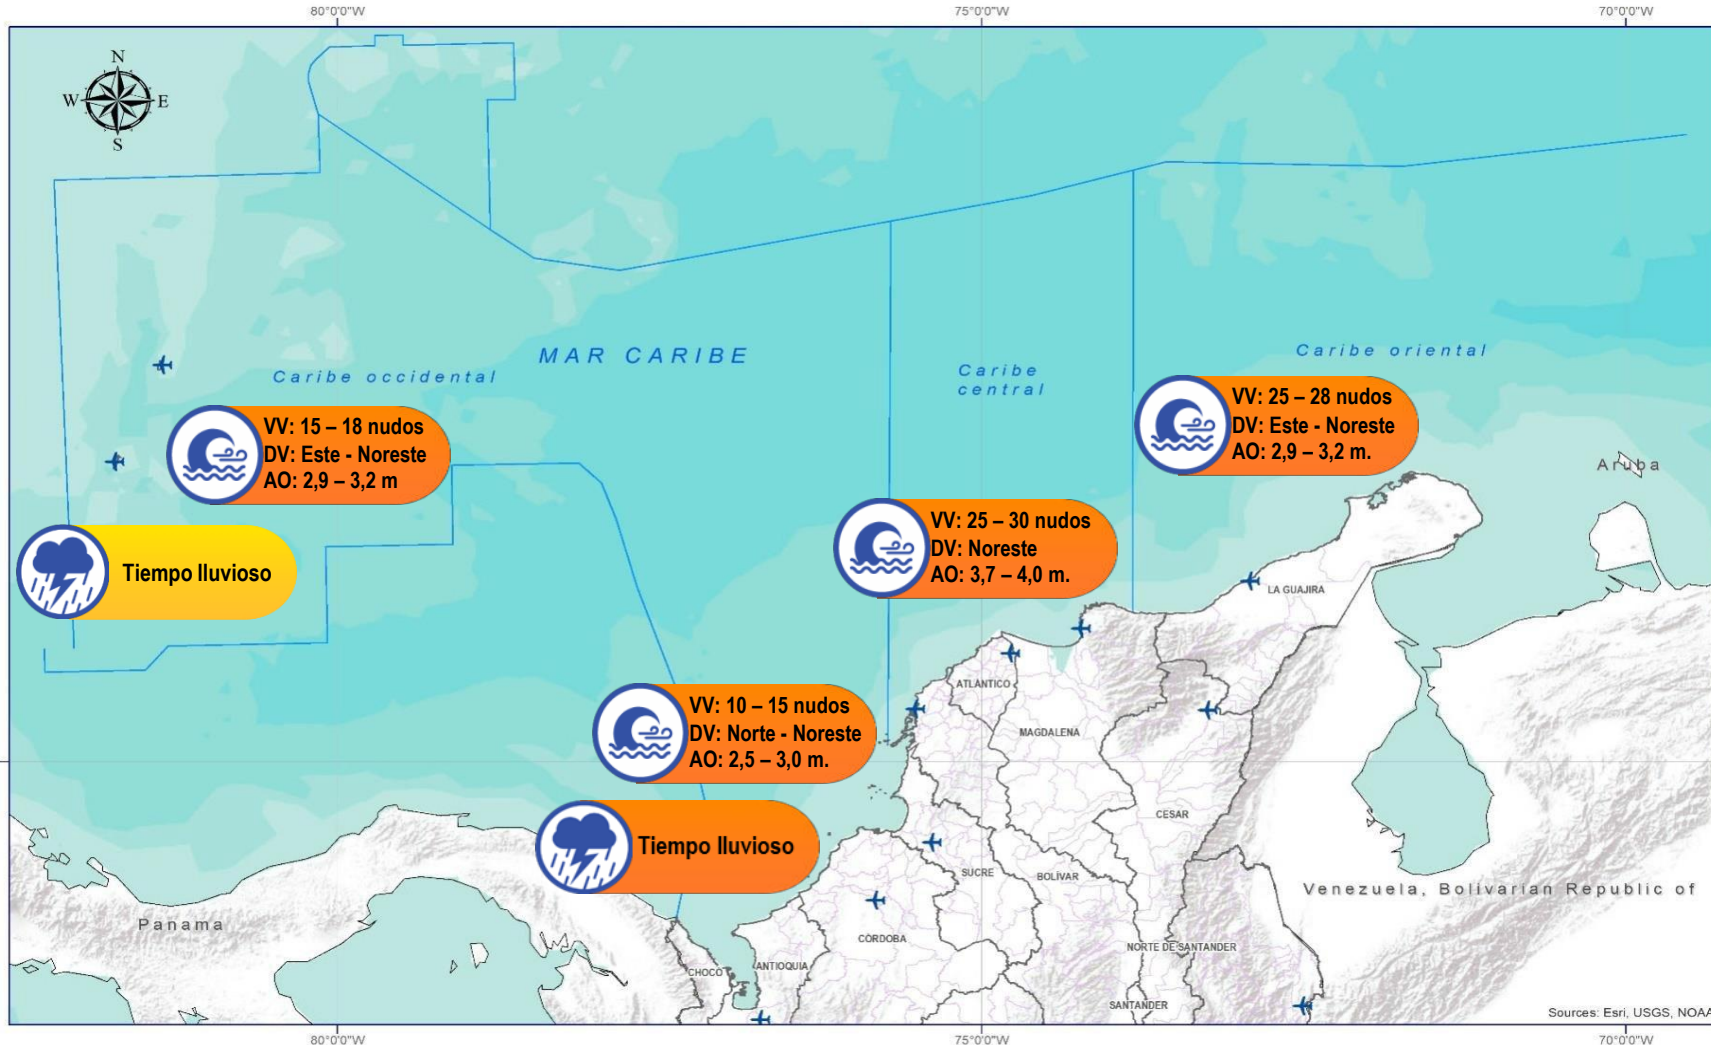 80°0'0"W
75°0'0"W
70°0'0"W
N
W
E
S
MAR CARIBE
Caribe occidental
Caribe
central
Caribe oriental
VV: 15 – 18 nudos
DV: Este - Noreste
AO: 2,9 – 3,2 m
VV: 25 – 28 nudos
DV: Este - Noreste
AO: 2,9 – 3,2 m.
Aruba
VV: 25 – 30 nudos
DV: Noreste
AO: 3,7 – 4,0 m.
Tiempo lluvioso
LA GUAJIRA
ATLÁNTICO
VV: 10 – 15 nudos
DV: Norte - Noreste
AO: 2,5 – 3,0 m.
MAGDALENA
CESAR
Tiempo lluvioso
SUCRE
BOLÍVAR
Venezuela, Bolivarian Republic of
Panama
CÓRDOBA
NORTE DE SANTANDER
CHOCO
ANTIOQUIA
SANTANDER
Sources: Esri, USGS, NOAA
80°0'0"W
75°0'0"W
70°0'0"W